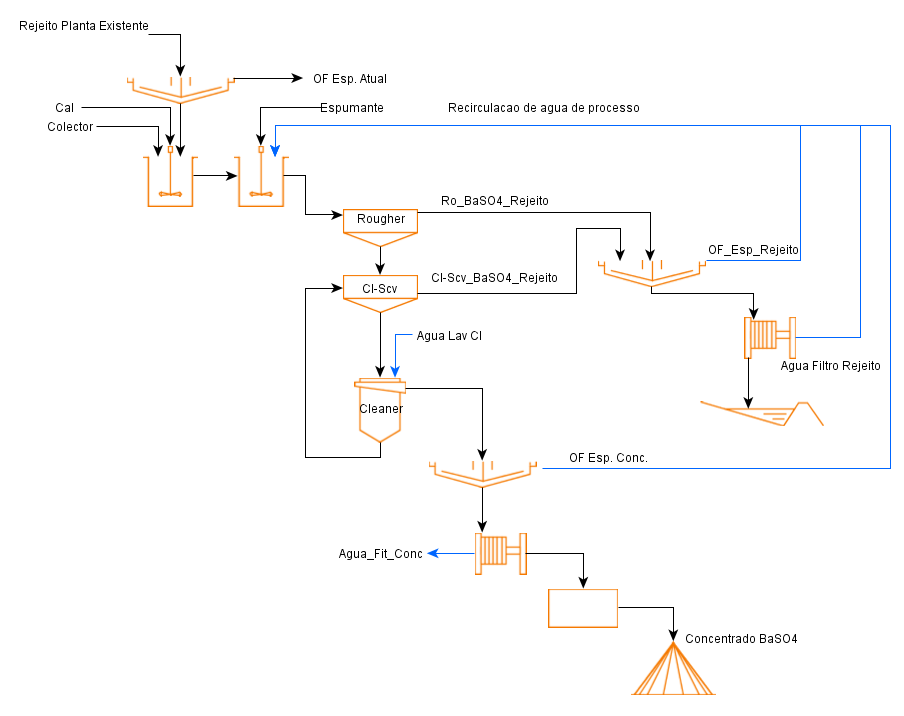 Rejeito Planta Existente
OF Esp. Atual
Cal
Espumante
Recirculacao de agua de processo
Colector
Ro_BaSO4_Rejeito
Rougher
OF_Esp_Rejeito
Cl-Scv_BaSO4_Rejeito
Cl-Scv
Agua Lav Cl
Agua Filtro Rejeito
Cleaner
OF Esp. Conc.
Agua_Fit_Conc
Concentrado BaSO4